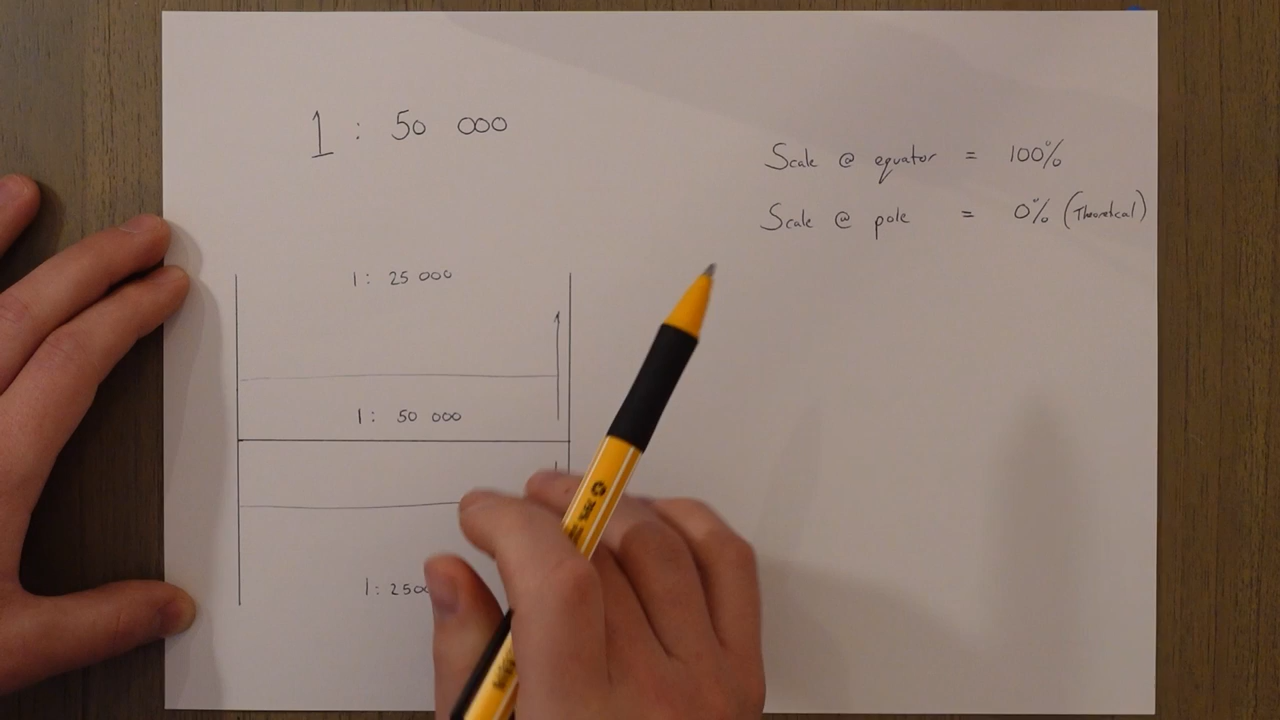 1 : 50 000
Scale @ equator = 100%
Scale @ pole = 0% (Theoretical)
1 : 25 000
1 : 50 000